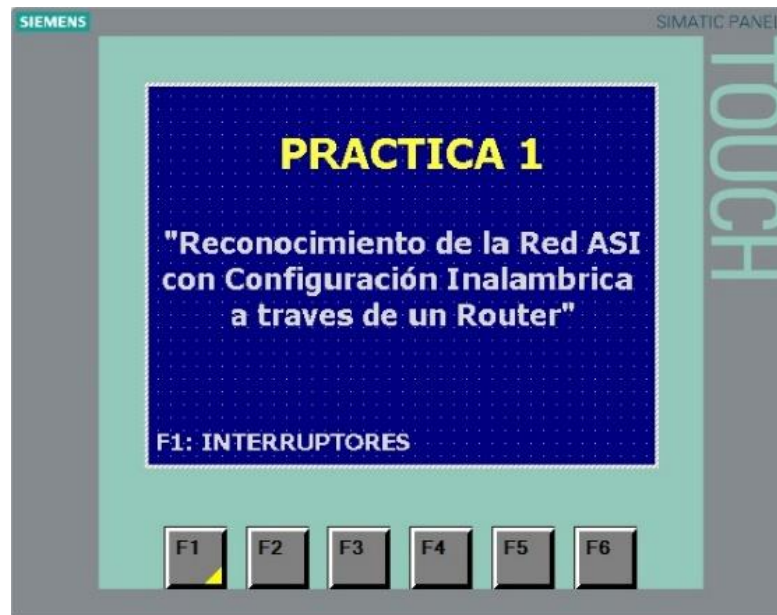 SIEMENS
SIMATIC PANEL
TOUCH
PRACTICA 1
"Reconocimiento de la Red ASI
con Configuración Inalambrica
a traves de un Router"
F1: INTERRUPTORES
F1 F2 F3 F4 F5 F6